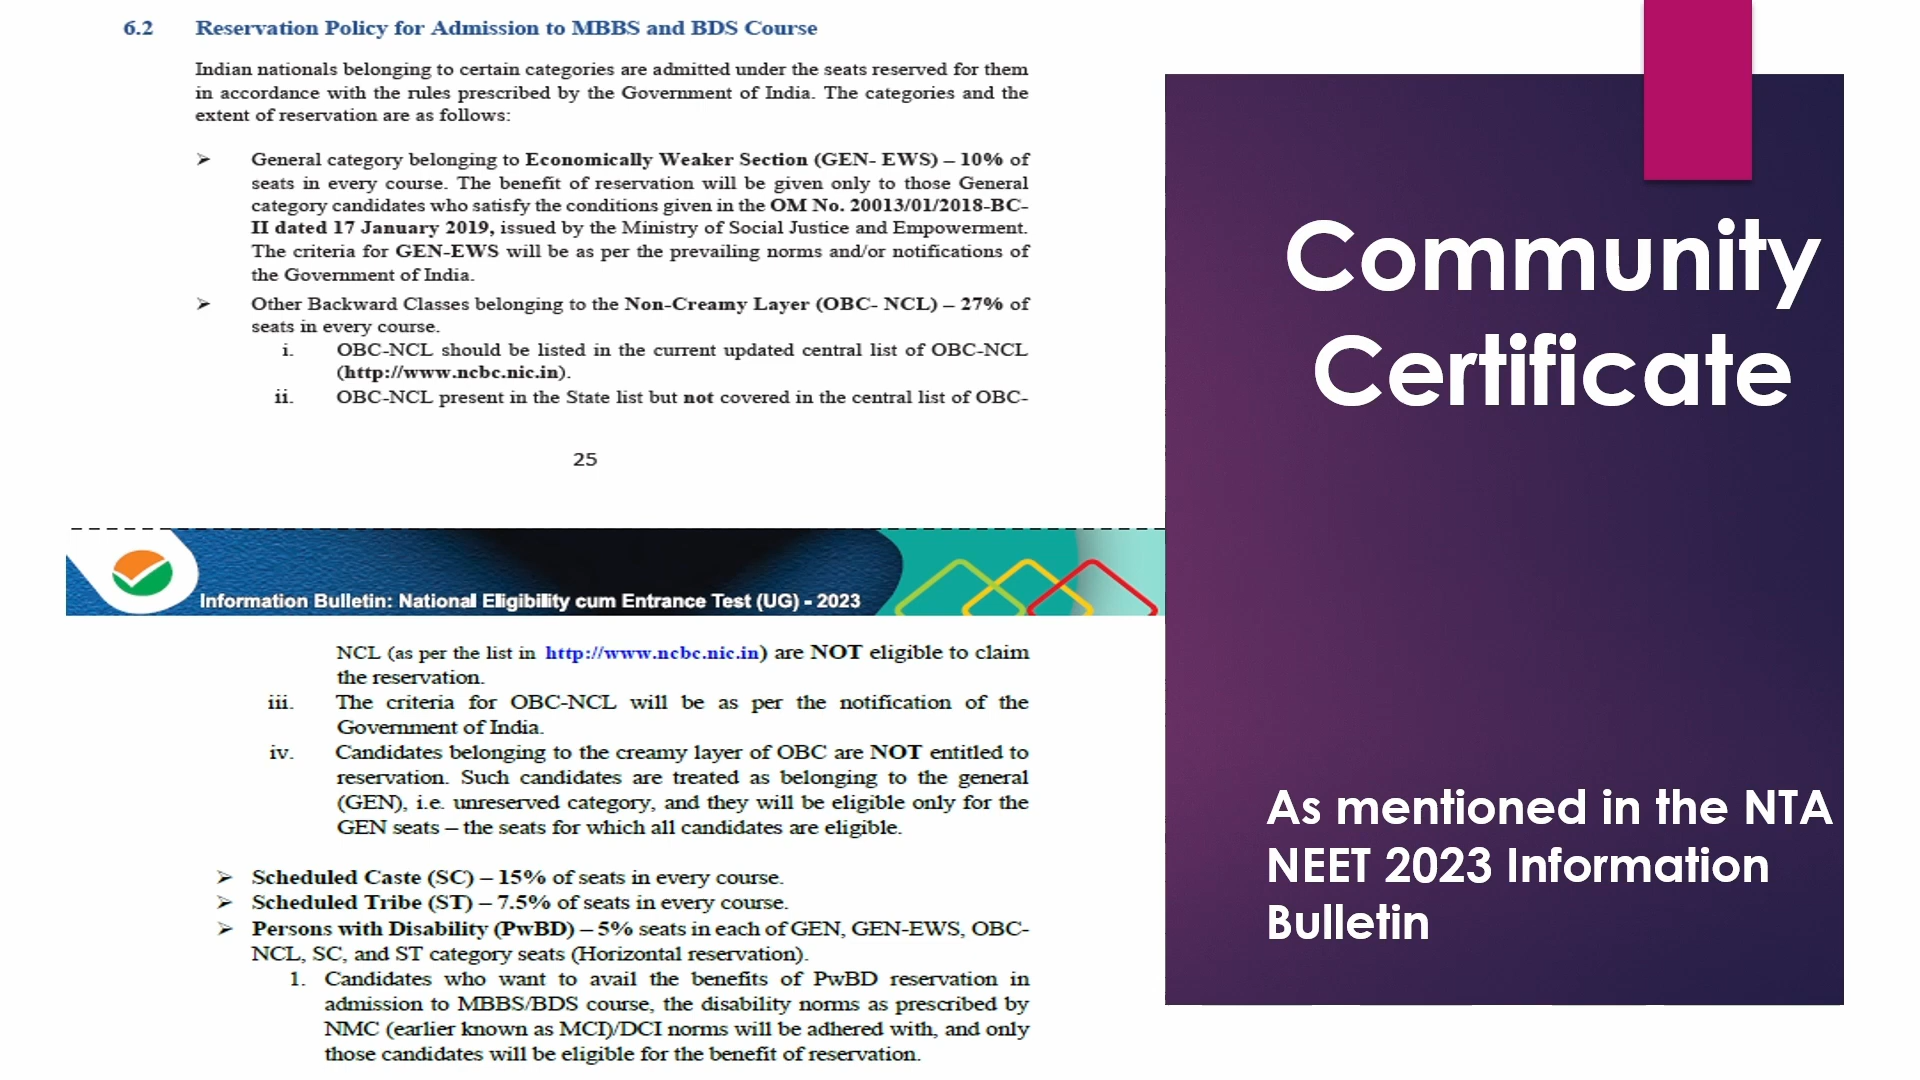 6.2 Reservation Policy for Admission to MBBS and BDS Course
Indian nationals belonging to certain categories are admitted under the seats reserved for them
in accordance with the rules prescribed by the Government of India. The categories and the
extent of reservation are as follows:
➢ General category belonging to Economically Weaker Section (GEN- EWS) – 10% of
seats in every course. The benefit of reservation will be given only to those General
category candidates who satisfy the conditions given in the OM No. 20013/01/2018-BC-
II dated 17 January 2019, issued by the Ministry of Social Justice and Empowerment.
The criteria for GEN-EWS will be as per the prevailing norms and/or notifications of
the Government of India.
➢ Other Backward Classes belonging to the Non-Creamy Layer (OBC- NCL) – 27% of
seats in every course.
i. OBC-NCL should be listed in the current updated central list of OBC-NCL
(http://www.ncbc.nic.in).
ii. OBC-NCL present in the State list but not covered in the central list of OBC-
25
Information Bulletin: National Eligibility cum Entrance Test (UG) - 2023
NCL (as per the list in http://www.ncbc.nic.in) are NOT eligible to claim
the reservation.
iii. The criteria for OBC-NCL will be as per the notification of the
Government of India.
iv. Candidates belonging to the creamy layer of OBC are NOT entitled to
reservation. Such candidates are treated as belonging to the general
(GEN), i.e. unreserved category, and they will be eligible only for the
GEN seats – the seats for which all candidates are eligible.
➢ Scheduled Caste (SC) – 15% of seats in every course.
➢ Scheduled Tribe (ST) – 7.5% of seats in every course.
➢ Persons with Disability (PwBD) – 5% seats in each of GEN, GEN-EWS, OBC-
NCL, SC, and ST category seats (Horizontal reservation).
1. Candidates who want to avail the benefits of PwBD reservation in
admission to MBBS/BDS course, the disability norms as prescribed by
NMC (earlier known as MCI)/DCI norms will be adhered with, and only
those candidates will be eligible for the benefit of reservation.
Community
Certificate
As mentioned in the NTA
NEET 2023 Information
Bulletin